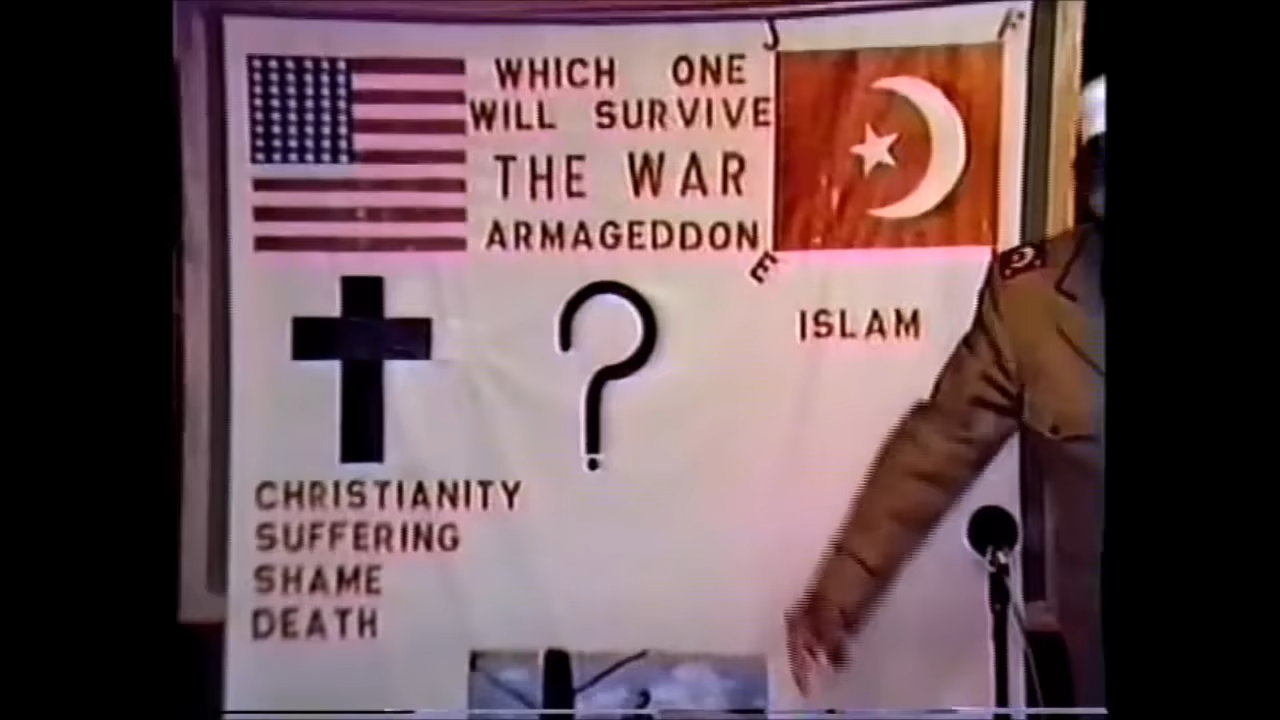 WHICH ONE
WILL SURVIVE
THE WAR
ARMAGEDDON
J
F
E
?
ISLAM
CHRISTIANITY
SUFFERING
SHAME
DEATH